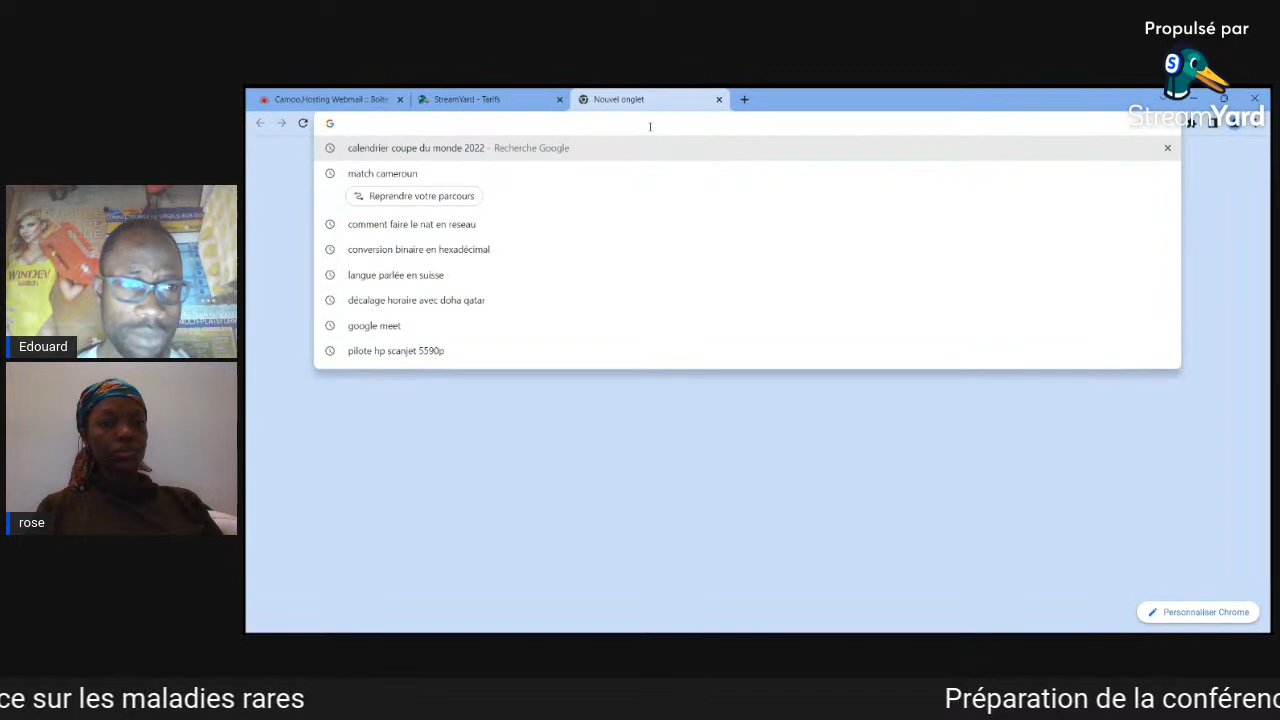 Propulsé par
StreamYard
Camoo.Hosting Webmail :: Boîte
StreamYard - Tarifs
Nouvel onglet
calendrier coupe du monde 2022 - Recherche Google
match cameroun
Reprendre votre parcours
comment faire le nat en reseau
conversion binaire en hexadécimal
langue parlée en suisse
décalage horaire avec doha qatar
google meet
pilote hp scanjet 5590p
Personnaliser Chrome
WINDEV
Edouard
rose
ce sur les maladies rares
Préparation de la conférenc